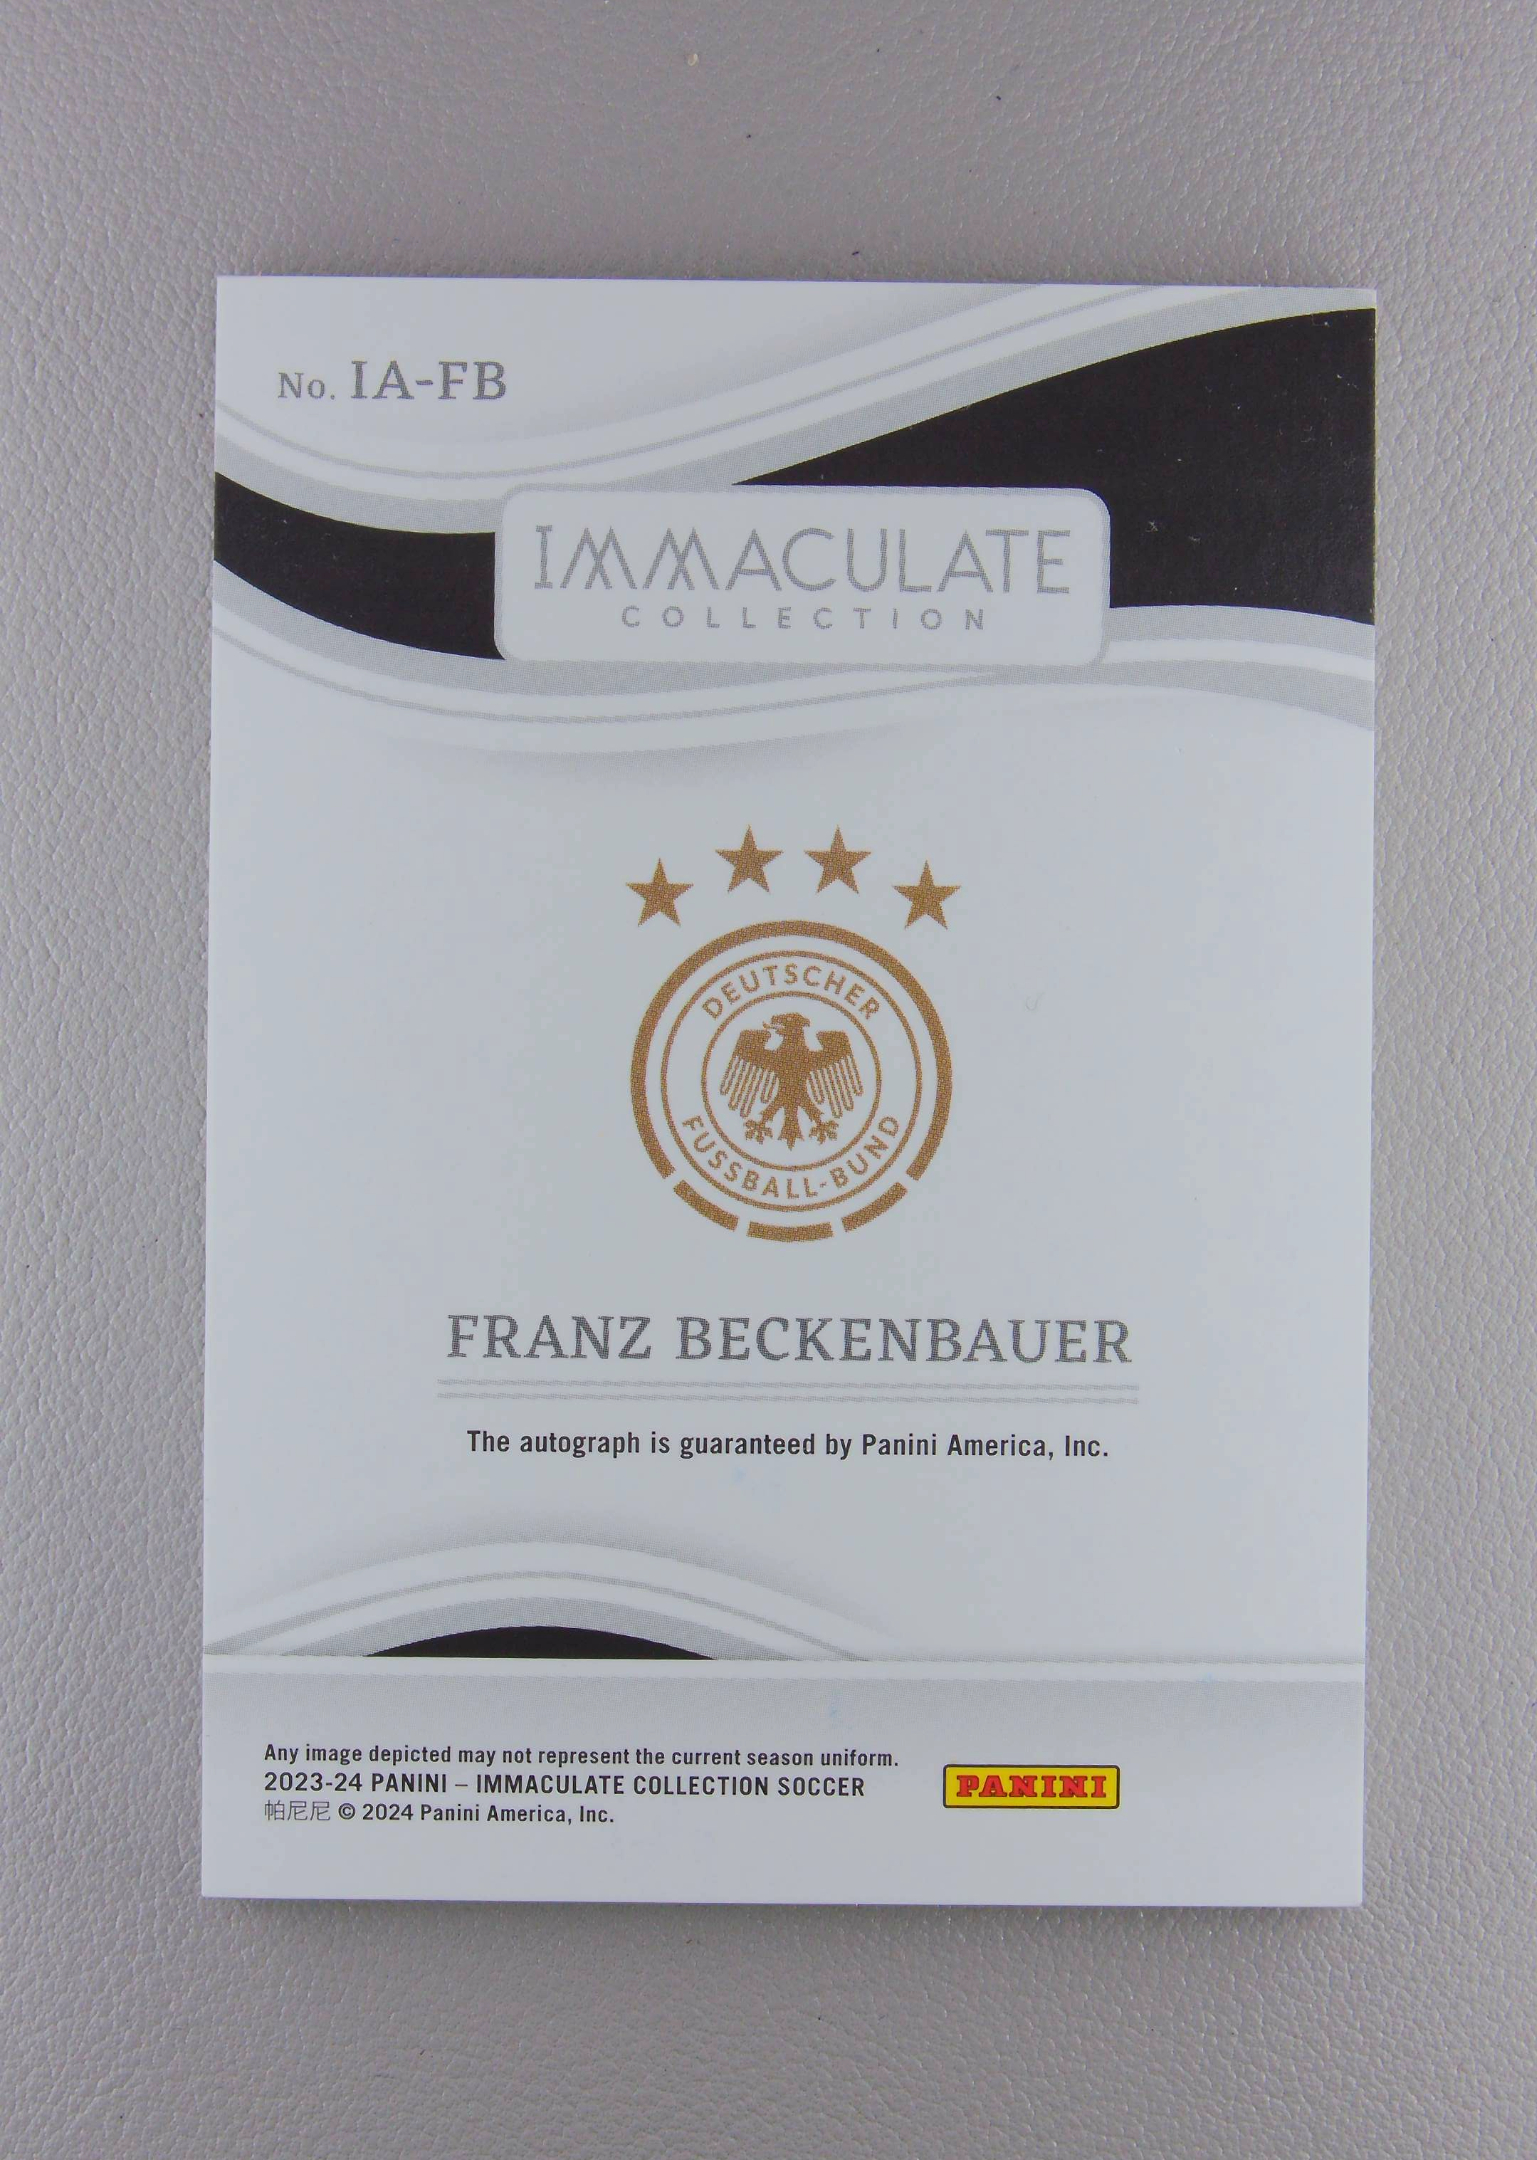 No. IA-FB
IMMACULATE
COLLECTION
DEUTSCHER
FUSSBALL-BUND
FRANZ BECKENBAUER
The autograph is guaranteed by Panini America, Inc.
Any image depicted may not represent the current season uniform.
2023-24 PANINI – IMMACULATE COLLECTION SOCCER
帕尼尼 © 2024 Panini America, Inc.
PANINI